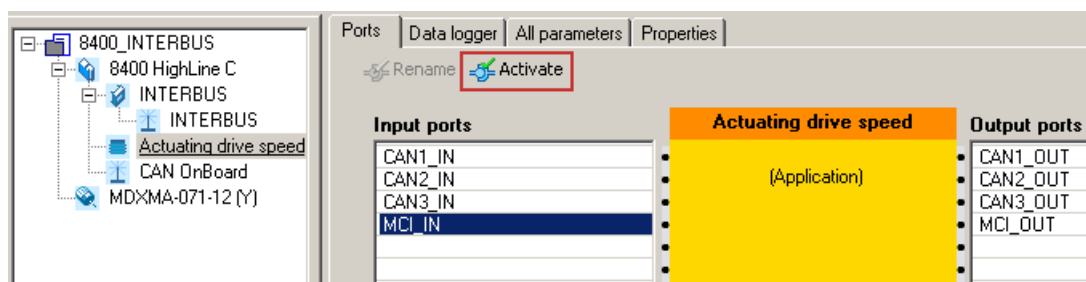 8400_INTERBUS
8400 HighLine C
INTERBUS
INTERBUS
Actuating drive speed
CAN OnBoard
MDXMA-071-12 (Y)
Ports Data logger All parameters Properties
Rename Activate
Input ports Actuating drive speed Output ports
CAN1_IN CAN1_OUT
CAN2_IN (Application) CAN2_OUT
CAN3_IN CAN3_OUT
MCI_IN MCI_OUT